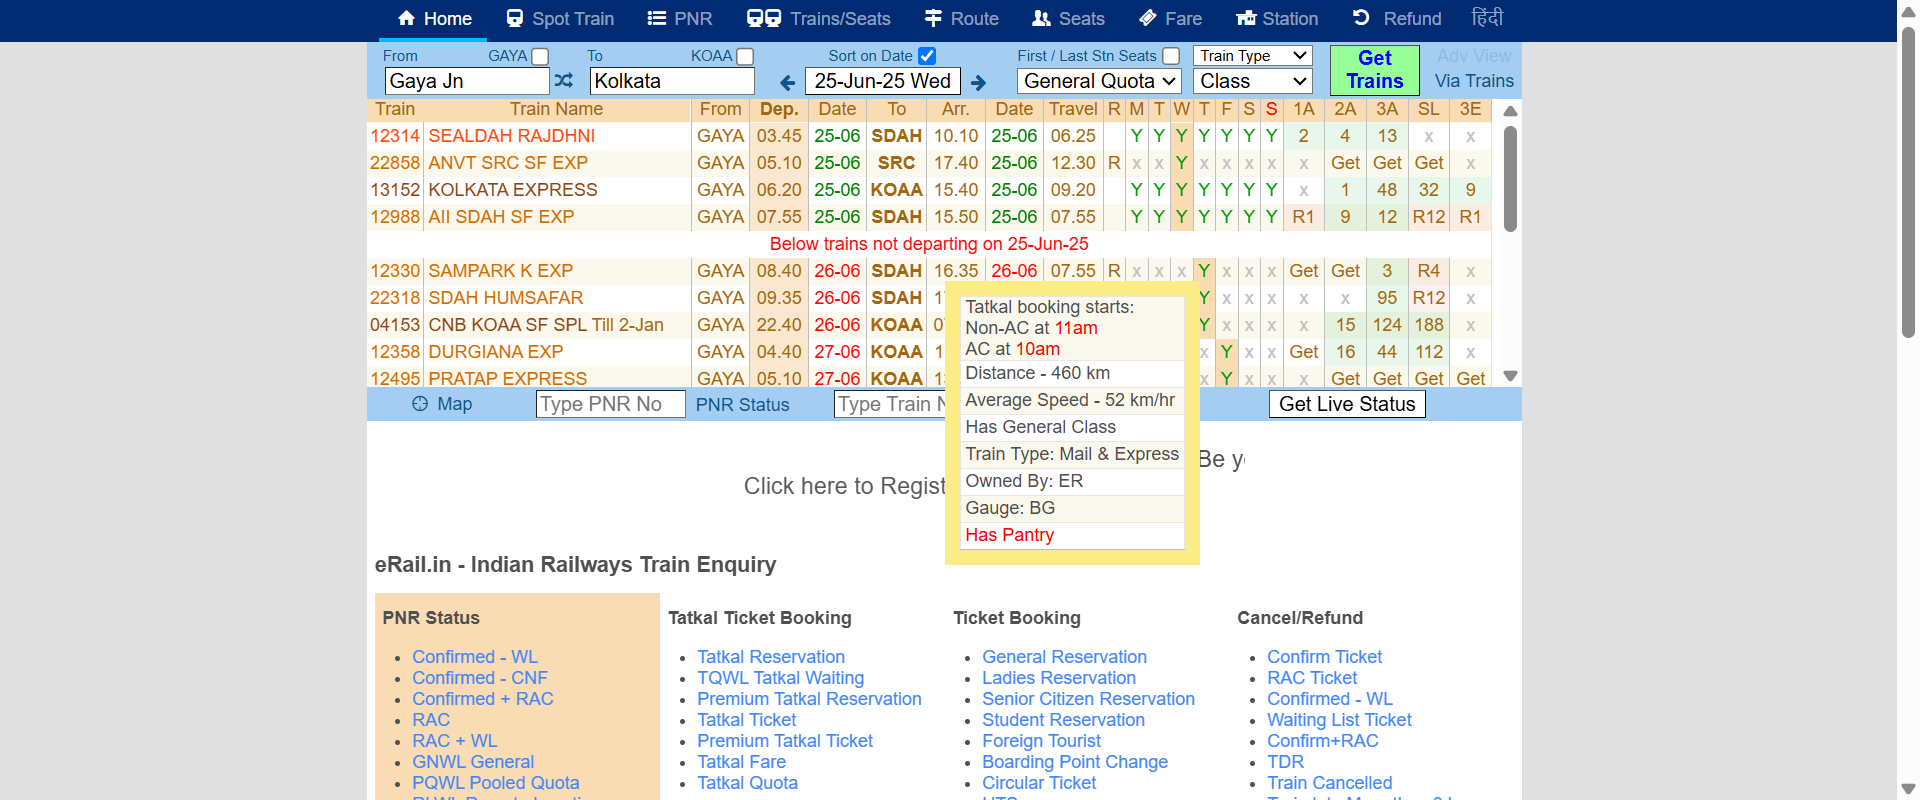 Home Spot Train PNR Trains/Seats Route Seats Fare Station Refund हिंदी
From GAYA To KOAA Sort on Date First / Last Stn Seats Train Type Get Trains Adv View
Gaya Jn Kolkata 25-Jun-25 Wed General Quota Class Via Trains
Train Train Name From Dep. Date To Arr. Date Travel R M T W T F S S 1A 2A 3A SL 3E
12314 SEALDAH RAJDHNI GAYA 03.45 25-06 SDAH 10.10 25-06 06.25 Y Y Y Y Y Y Y 2 4 13 x x
22858 ANVT SRC SF EXP GAYA 05.10 25-06 SRC 17.40 25-06 12.30 R x x Y x x x x x Get Get Get x
13152 KOLKATA EXPRESS GAYA 06.20 25-06 KOAA 15.40 25-06 09.20 Y Y Y Y Y Y Y x 1 48 32 9
12988 AII SDAH SF EXP GAYA 07.55 25-06 SDAH 15.50 25-06 07.55 Y Y Y Y Y Y Y R1 9 12 R12 R1
Below trains not departing on 25-Jun-25
12330 SAMPARK K EXP GAYA 08.40 26-06 SDAH 16.35 26-06 07.55 R x x x Y x x x Get Get 3 R4 x
22318 SDAH HUMSAFAR GAYA 09.35 26-06 SDAH Y x x x x x 95 R12 x
04153 CNB KOAA SF SPL Till 2-Jan GAYA 22.40 26-06 KOAA Y x x x x 15 124 188 x
12358 DURGIANA EXP GAYA 04.40 27-06 KOAA x Y x x Get 16 44 112 x
12495 PRATAP EXPRESS GAYA 05.10 27-06 KOAA x Y x x x Get Get Get Get
Tatkal booking starts:
Non-AC at 11am
AC at 10am
Distance - 460 km
Average Speed - 52 km/hr
Has General Class
Train Type: Mail & Express
Owned By: ER
Gauge: BG
Has Pantry
Map Type PNR No PNR Status Type Train Get Live Status
Be
Click here to Regist
eRail.in - Indian Railways Train Enquiry
PNR Status
Confirmed - WL
Confirmed - CNF
Confirmed + RAC
RAC
RAC + WL
GNWL General
PQWL Pooled Quota
Tatkal Ticket Booking
Tatkal Reservation
TQWL Tatkal Waiting
Premium Tatkal Reservation
Tatkal Ticket
Premium Tatkal Ticket
Tatkal Fare
Tatkal Quota
Ticket Booking
General Reservation
Ladies Reservation
Senior Citizen Reservation
Student Reservation
Foreign Tourist
Boarding Point Change
Circular Ticket
Cancel/Refund
Confirm Ticket
RAC Ticket
Confirmed - WL
Waiting List Ticket
Confirm+RAC
TDR
Train Cancelled